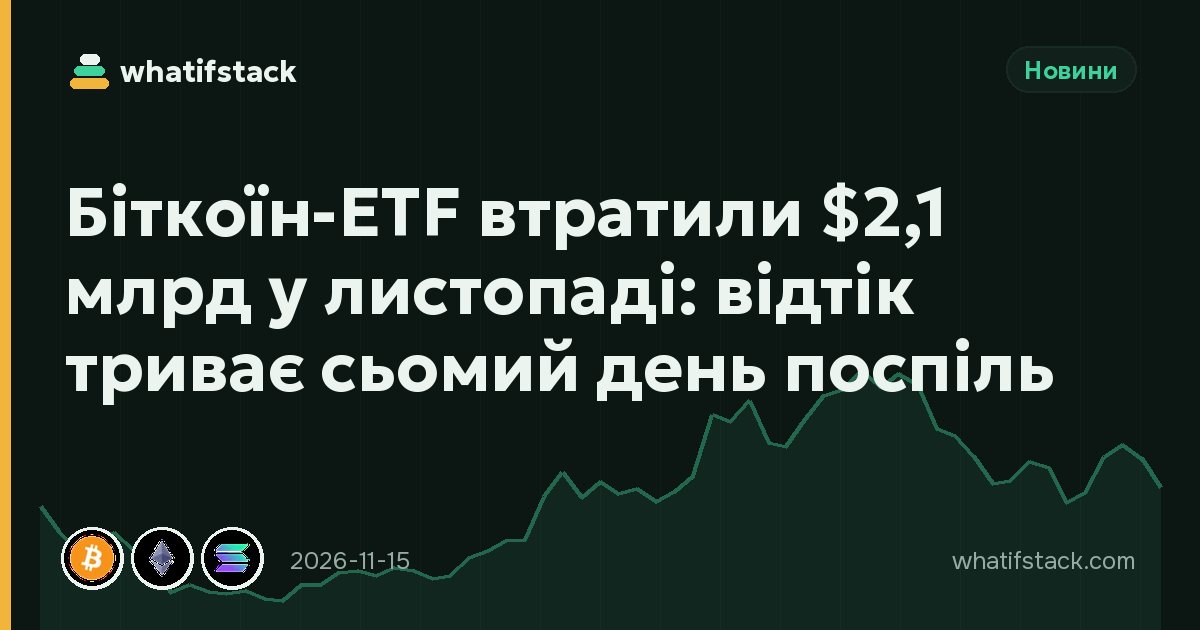 whatifstack
Новини
Біткоїн-ETF втратили $2,1
млрд у листопаді: відтік
триває сьомий день поспіль
2026-11-15
whatifstack.com